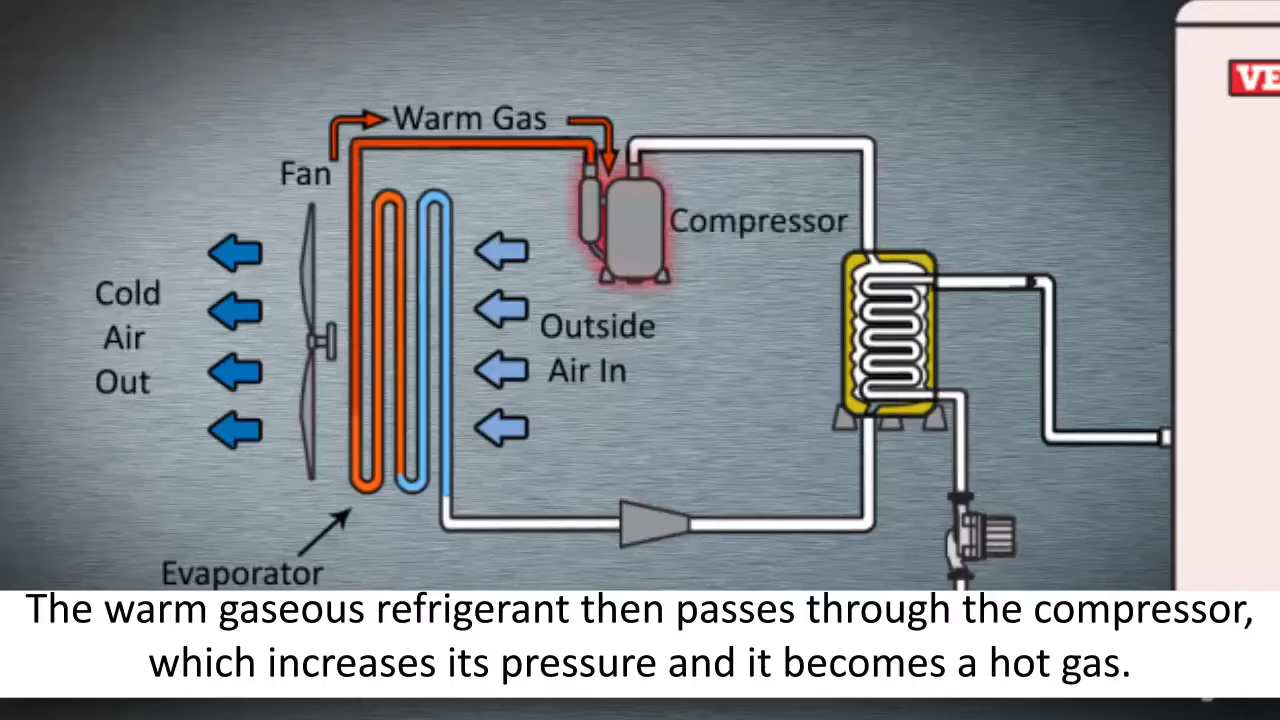 Warm Gas
Fan
Compressor
Cold
Air
Out
Outside
Air In
Evaporator
VE
The warm gaseous refrigerant then passes through the compressor,
which increases its pressure and it becomes a hot gas.